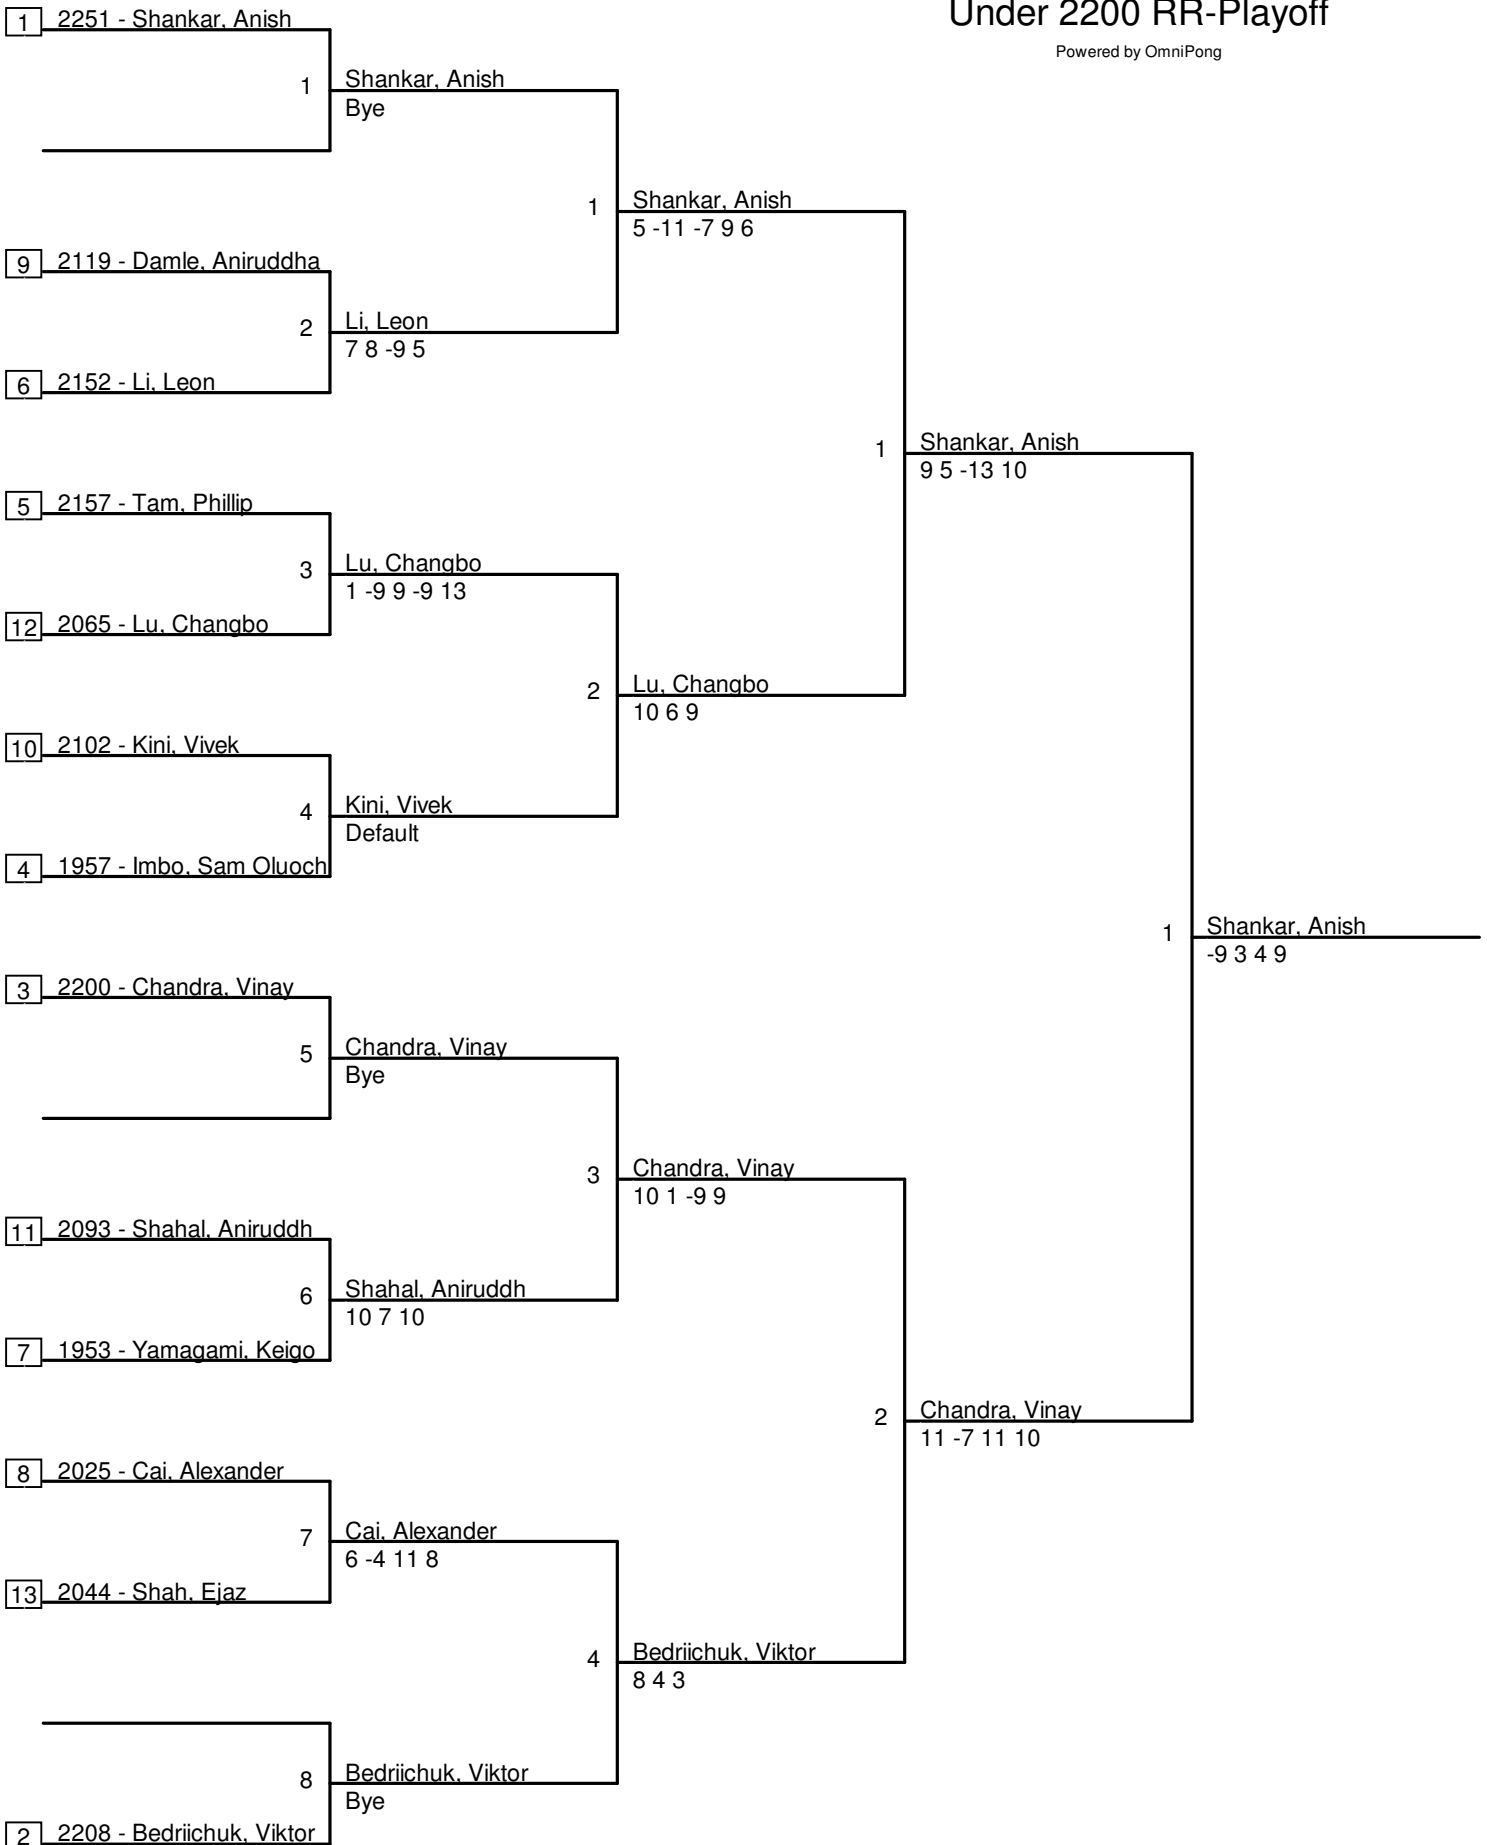 Under 2200 RR-Playoff
Powered by OmniPong
1 2251 - Shankar, Anish
1 Shankar, Anish
Bye
1 Shankar, Anish
5 -11 -7 9 6
9 2119 - Damle, Aniruddha
2 Li, Leon
7 8 -9 5
6 2152 - Li, Leon
1 Shankar, Anish
9 5 -13 10
5 2157 - Tam, Phillip
3 Lu, Changbo
1 -9 9 -9 13
12 2065 - Lu, Changbo
2 Lu, Changbo
10 6 9
10 2102 - Kini, Vivek
4 Kini, Vivek
Default
4 1957 - Imbo, Sam Oluoch
1 Shankar, Anish
-9 3 4 9
3 2200 - Chandra, Vinay
5 Chandra, Vinay
Bye
3 Chandra, Vinay
10 1 -9 9
11 2093 - Shahal, Aniruddh
6 Shahal, Aniruddh
10 7 10
7 1953 - Yamagami, Keigo
2 Chandra, Vinay
11 -7 11 10
8 2025 - Cai, Alexander
7 Cai, Alexander
6 -4 11 8
13 2044 - Shah, Ejaz
4 Bedriichuk, Viktor
8 4 3
8 Bedriichuk, Viktor
Bye
2 2208 - Bedriichuk, Viktor